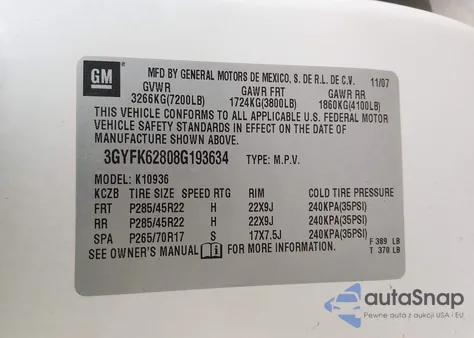 GM
MFD BY GENERAL MOTORS DE MEXICO, S. DE R.L. DE C.V. 11/07
GVWR GAWR FRT GAWR RR
3266KG(7200LB) 1724KG(3800LB) 1860KG(4100LB)
THIS VEHICLE CONFORMS TO ALL APPLICABLE U.S. FEDERAL MOTOR
VEHICLE SAFETY STANDARDS IN EFFECT ON THE DATE OF
MANUFACTURE SHOWN ABOVE.
3GYFK62808G193634 TYPE: M.P.V.
MODEL: K10936
KCZB TIRE SIZE SPEED RTG RIM COLD TIRE PRESSURE
FRT P285/45R22 H 22X9J 240KPA(35PSI)
RR P285/45R22 H 22X9J 240KPA(35PSI)
SPA P265/70R17 S 17X7.5J 240KPA(35PSI)
SEE OWNER'S MANUAL i FOR MORE INFORMATION.
F 389 LB
T 370 LB
autoSnap
Pewne auta z aukcji USA i EU